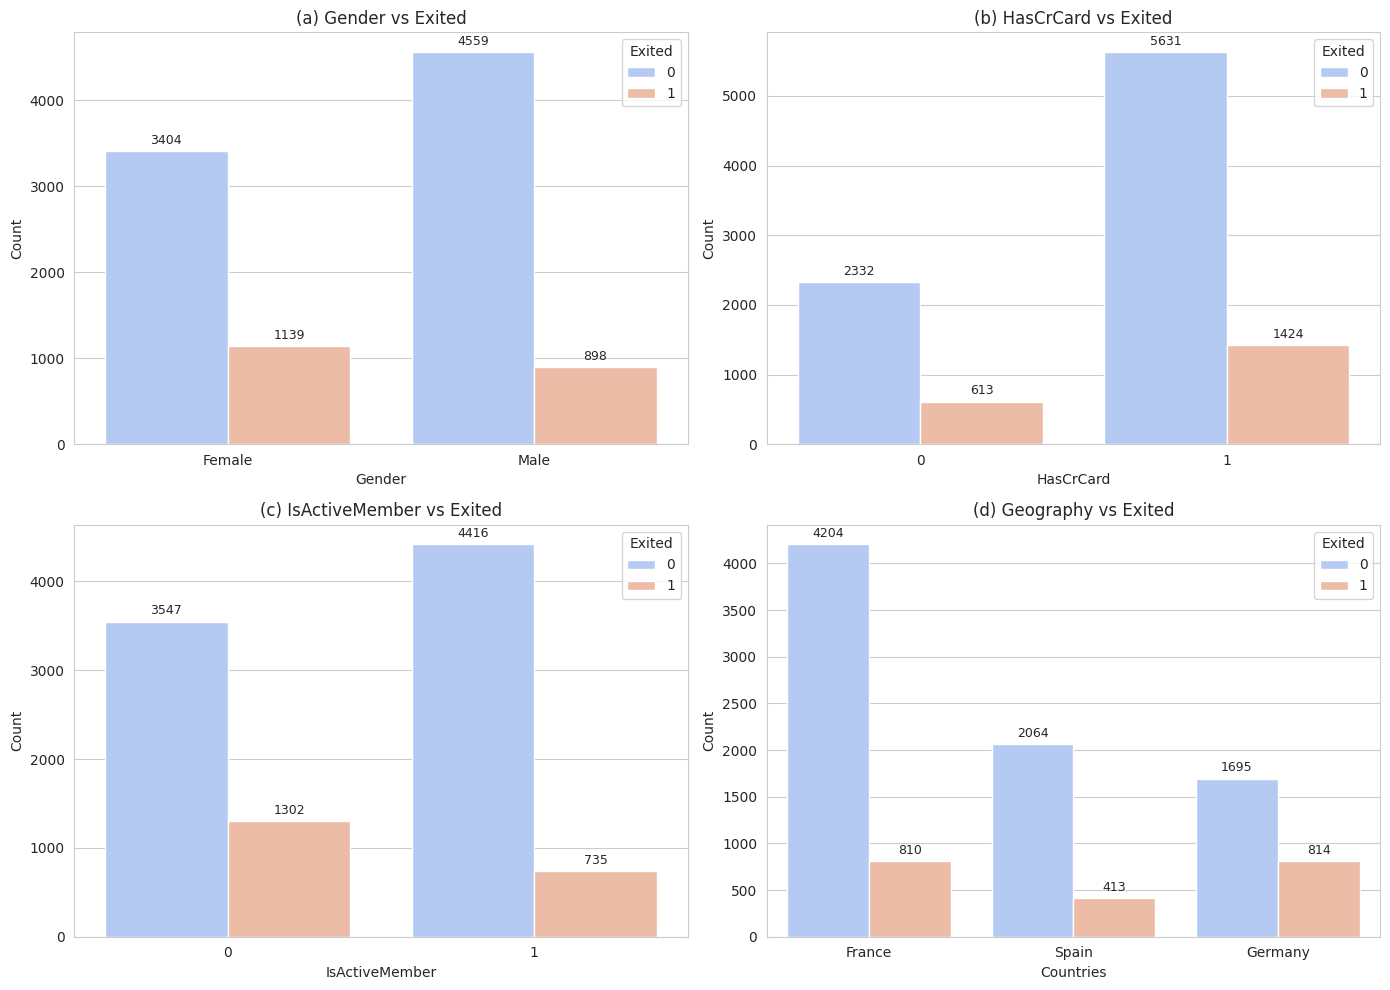 (a) Gender vs Exited
4559
Exited
0
1
4000
3404
3000
Count
2000
1139
898
1000
0
Female
Male
Gender
(b) HasCrCard vs Exited
5631
Exited
0
1
5000
4000
Count
3000
2332
2000
1424
1000
613
0
0
1
HasCrCard
(c) IsActiveMember vs Exited
4416
Exited
0
1
4000
3547
3000
Count
2000
1302
1000
735
0
0
1
IsActiveMember
(d) Geography vs Exited
4204
Exited
0
1
4000
3500
3000
2500
Count
2064
2000
1695
1500
1000
810
814
500
413
0
France
Spain
Germany
Countries